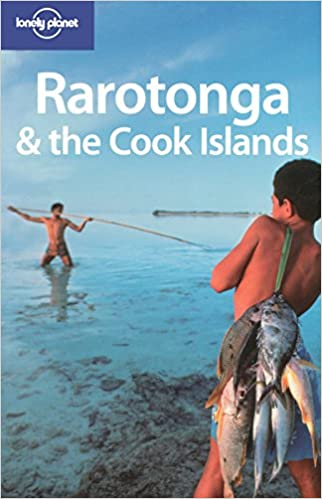 lonely planet
Rarotonga
& the Cook Islands